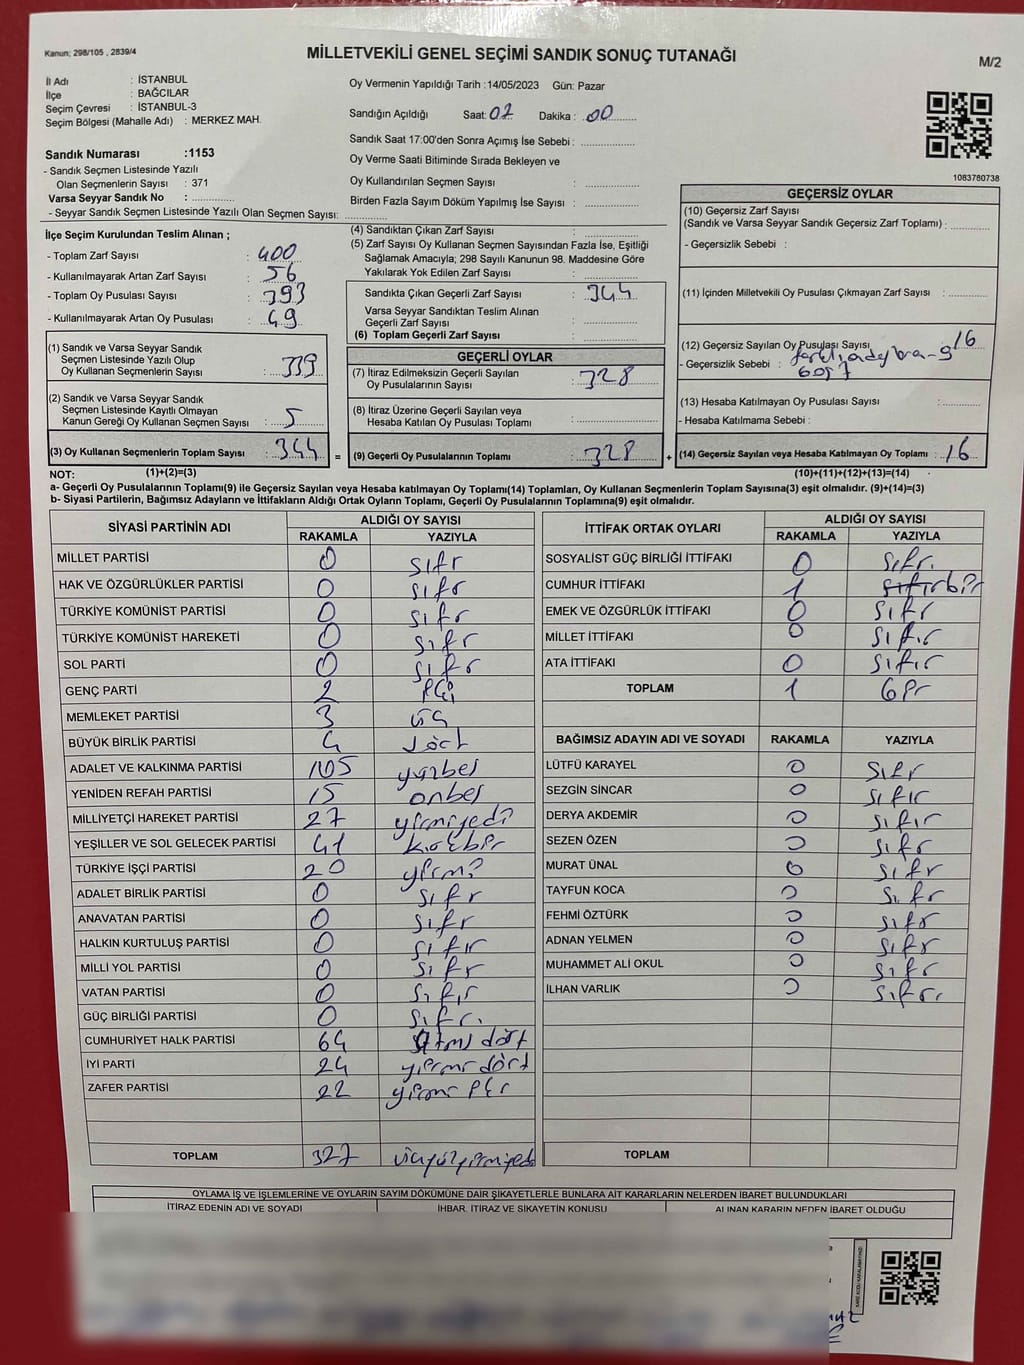 Kanun; 298/105 , 2839/4
MİLLETVEKİLİ GENEL SEÇİMİ SANDIK SONUÇ TUTANAĞI
M/2
İl Adı : İSTANBUL
İlçe : BAĞCILAR
Seçim Çevresi : İSTANBUL-3
Seçim Bölgesi (Mahalle Adı) : MERKEZ MAH.
Oy Vermenin Yapıldığı Tarih :14/05/2023 Gün: Pazar
Sandığın Açıldığı Saat: 02 Dakika : 00
Sandık Saat 17:00'den Sonra Açımış İse Sebebi :
Oy Verme Saati Bitiminde Sırada Bekleyen ve
Oy Kullandırılan Seçmen Sayısı :
Birden Fazla Sayım Döküm Yapılmış İse Sayısı :
1083780738
Sandık Numarası :1153
- Sandık Seçmen Listesinde Yazılı
Olan Seçmenlerin Sayısı : 371
Varsa Seyyar Sandık No :
- Seyyar Sandık Seçmen Listesinde Yazılı Olan Seçmen Sayısı:
İlçe Seçim Kurulundan Teslim Alınan ;
- Toplam Zarf Sayısı : 400
- Kullanılmayarak Artan Zarf Sayısı : 56
- Toplam Oy Pusulası Sayısı : 393
- Kullanılmayarak Artan Oy Pusulası : 49
(4) Sandıktan Çıkan Zarf Sayısı :
(5) Zarf Sayısı Oy Kullanan Seçmen Sayısından Fazla İse, Eşitliği
Sağlamak Amacıyla; 298 Sayılı Kanunun 98. Maddesine Göre
Yakılarak Yok Edilen Zarf Sayısı :
Sandıkta Çıkan Geçerli Zarf Sayısı : 344
Varsa Seyyar Sandıktan Teslim Alınan
Geçerli Zarf Sayısı :
(6) Toplam Geçerli Zarf Sayısı :
GEÇERSİZ OYLAR
(10) Geçersiz Zarf Sayısı
(Sandık ve Varsa Seyyar Sandık Geçersiz Zarf Toplamı) :
- Geçersizlik Sebebi :
(11) İçinden Milletvekili Oy Pusulası Çıkmayan Zarf Sayısı :
(12) Geçersiz Sayılan Oy Pusulası Sayısı : 16
- Geçersizlik Sebebi :
(13) Hesaba Katılmayan Oy Pusulası Sayısı :
- Hesaba Katılmama Sebebi :
(14) Geçersiz Sayılan veya Hesaba Katılmayan Oy Toplamı : 16
(10)+(11)+(12)+(13)=(14)
(1) Sandık ve Varsa Seyyar Sandık
Seçmen Listesinde Yazılı Olup
Oy Kullanan Seçmenlerin Sayısı : 339
(2) Sandık ve Varsa Seyyar Sandık
Seçmen Listesinde Kayıtlı Olmayan
Kanun Gereği Oy Kullanan Seçmen Sayısı : 5
(3) Oy Kullanan Seçmenlerin Toplam Sayısı : 344 =
(1)+(2)=(3)
GEÇERLİ OYLAR
(7) İtiraz Edilmeksizin Geçerli Sayılan
Oy Pusulalarının Sayısı : 328
(8) İtiraz Üzerine Geçerli Sayılan veya
Hesaba Katılan Oy Pusulası Toplamı :
(9) Geçerli Oy Pusulalarının Toplamı : 328 +
NOT:
a- Geçerli Oy Pusulalarının Toplamı(9) ile Geçersiz Sayılan veya Hesaba katılmayan Oy Toplamı(14) Toplamları, Oy Kullanan Seçmenlerin Toplam Sayısına(3) eşit olmalıdır. (9)+(14)=(3)
b- Siyasi Partilerin, Bağımsız Adayların ve İttifakların Aldığı Ortak Oyların Toplamı, Geçerli Oy Pusulalarının Toplamına(9) eşit olmalıdır.
SİYASİ PARTİNİN ADI ALDIĞI OY SAYISI
RAKAMLA YAZIYLA
MİLLET PARTİSİ 0 sıfr
HAK VE ÖZGÜRLÜKLER PARTİSİ 0 sıfr
TÜRKİYE KOMÜNİST PARTİSİ 0 sıfr
TÜRKİYE KOMÜNİST HAREKETİ 0 sıfr
SOL PARTİ 0 sıfr
GENÇ PARTİ 2 iki
MEMLEKET PARTİSİ 3 üç
BÜYÜK BİRLİK PARTİSİ 4 dört
ADALET VE KALKINMA PARTİSİ 105 yüzbeş
YENİDEN REFAH PARTİSİ 15 onbeş
MİLLİYETÇİ HAREKET PARTİSİ 27 yirmiyedi
YEŞİLLER VE SOL GELECEK PARTİSİ 41 kırkbir
TÜRKİYE İŞÇİ PARTİSİ 20 yirmi
ADALET BİRLİK PARTİSİ 0 sıfr
ANAVATAN PARTİSİ 0 sıfr
HALKIN KURTULUŞ PARTİSİ 0 sıfır
MİLLİ YOL PARTİSİ 0 sıfr
VATAN PARTİSİ 0 sıfır
GÜÇ BİRLİĞİ PARTİSİ 0 sıfr.
CUMHURİYET HALK PARTİSİ 64 altmış dört
İYİ PARTİ 24 yirmi dört
ZAFER PARTİSİ 22 yirmi iki
TOPLAM 327 üçyüzyirmiyedi
İTTİFAK ORTAK OYLARI ALDIĞI OY SAYISI
RAKAMLA YAZIYLA
SOSYALİST GÜÇ BİRLİĞİ İTTİFAKI 0 sıfr.
CUMHUR İTTİFAKI 1 sıfır bir
EMEK VE ÖZGÜRLÜK İTTİFAKI 0 sıfr
MİLLET İTTİFAKI 0 sıfır
ATA İTTİFAKI 0 sıfır
TOPLAM 1 bir
BAĞIMSIZ ADAYIN ADI VE SOYADI RAKAMLA YAZIYLA
LÜTFÜ KARAYEL 0 sıfr
SEZGİN SİNCAR 0 sıfır
DERYA AKDEMİR 0 sıfır
SEZEN ÖZEN 0 sıfr
MURAT ÜNAL 0 sıfr
TAYFUN KOCA 0 sıfr
FEHMİ ÖZTÜRK 0 sıfr
ADNAN YELMEN 0 sıfr
MUHAMMET ALİ OKUL 0 sıfr
İLHAN VARLIK 0 sıfr.
TOPLAM
OYLAMA İŞ VE İŞLEMLERİNE VE OYLARIN SAYIM DÖKÜMÜNE DAİR ŞİKAYETLERLE BUNLARA AİT KARARLARIN NELERDEN İBARET BULUNDUKLARI
İTİRAZ EDENİN ADI VE SOYADI İHBAR, İTİRAZ VE ŞİKAYETİN KONUSU ALINAN KARARIN NEDEN İBARET OLDUĞU